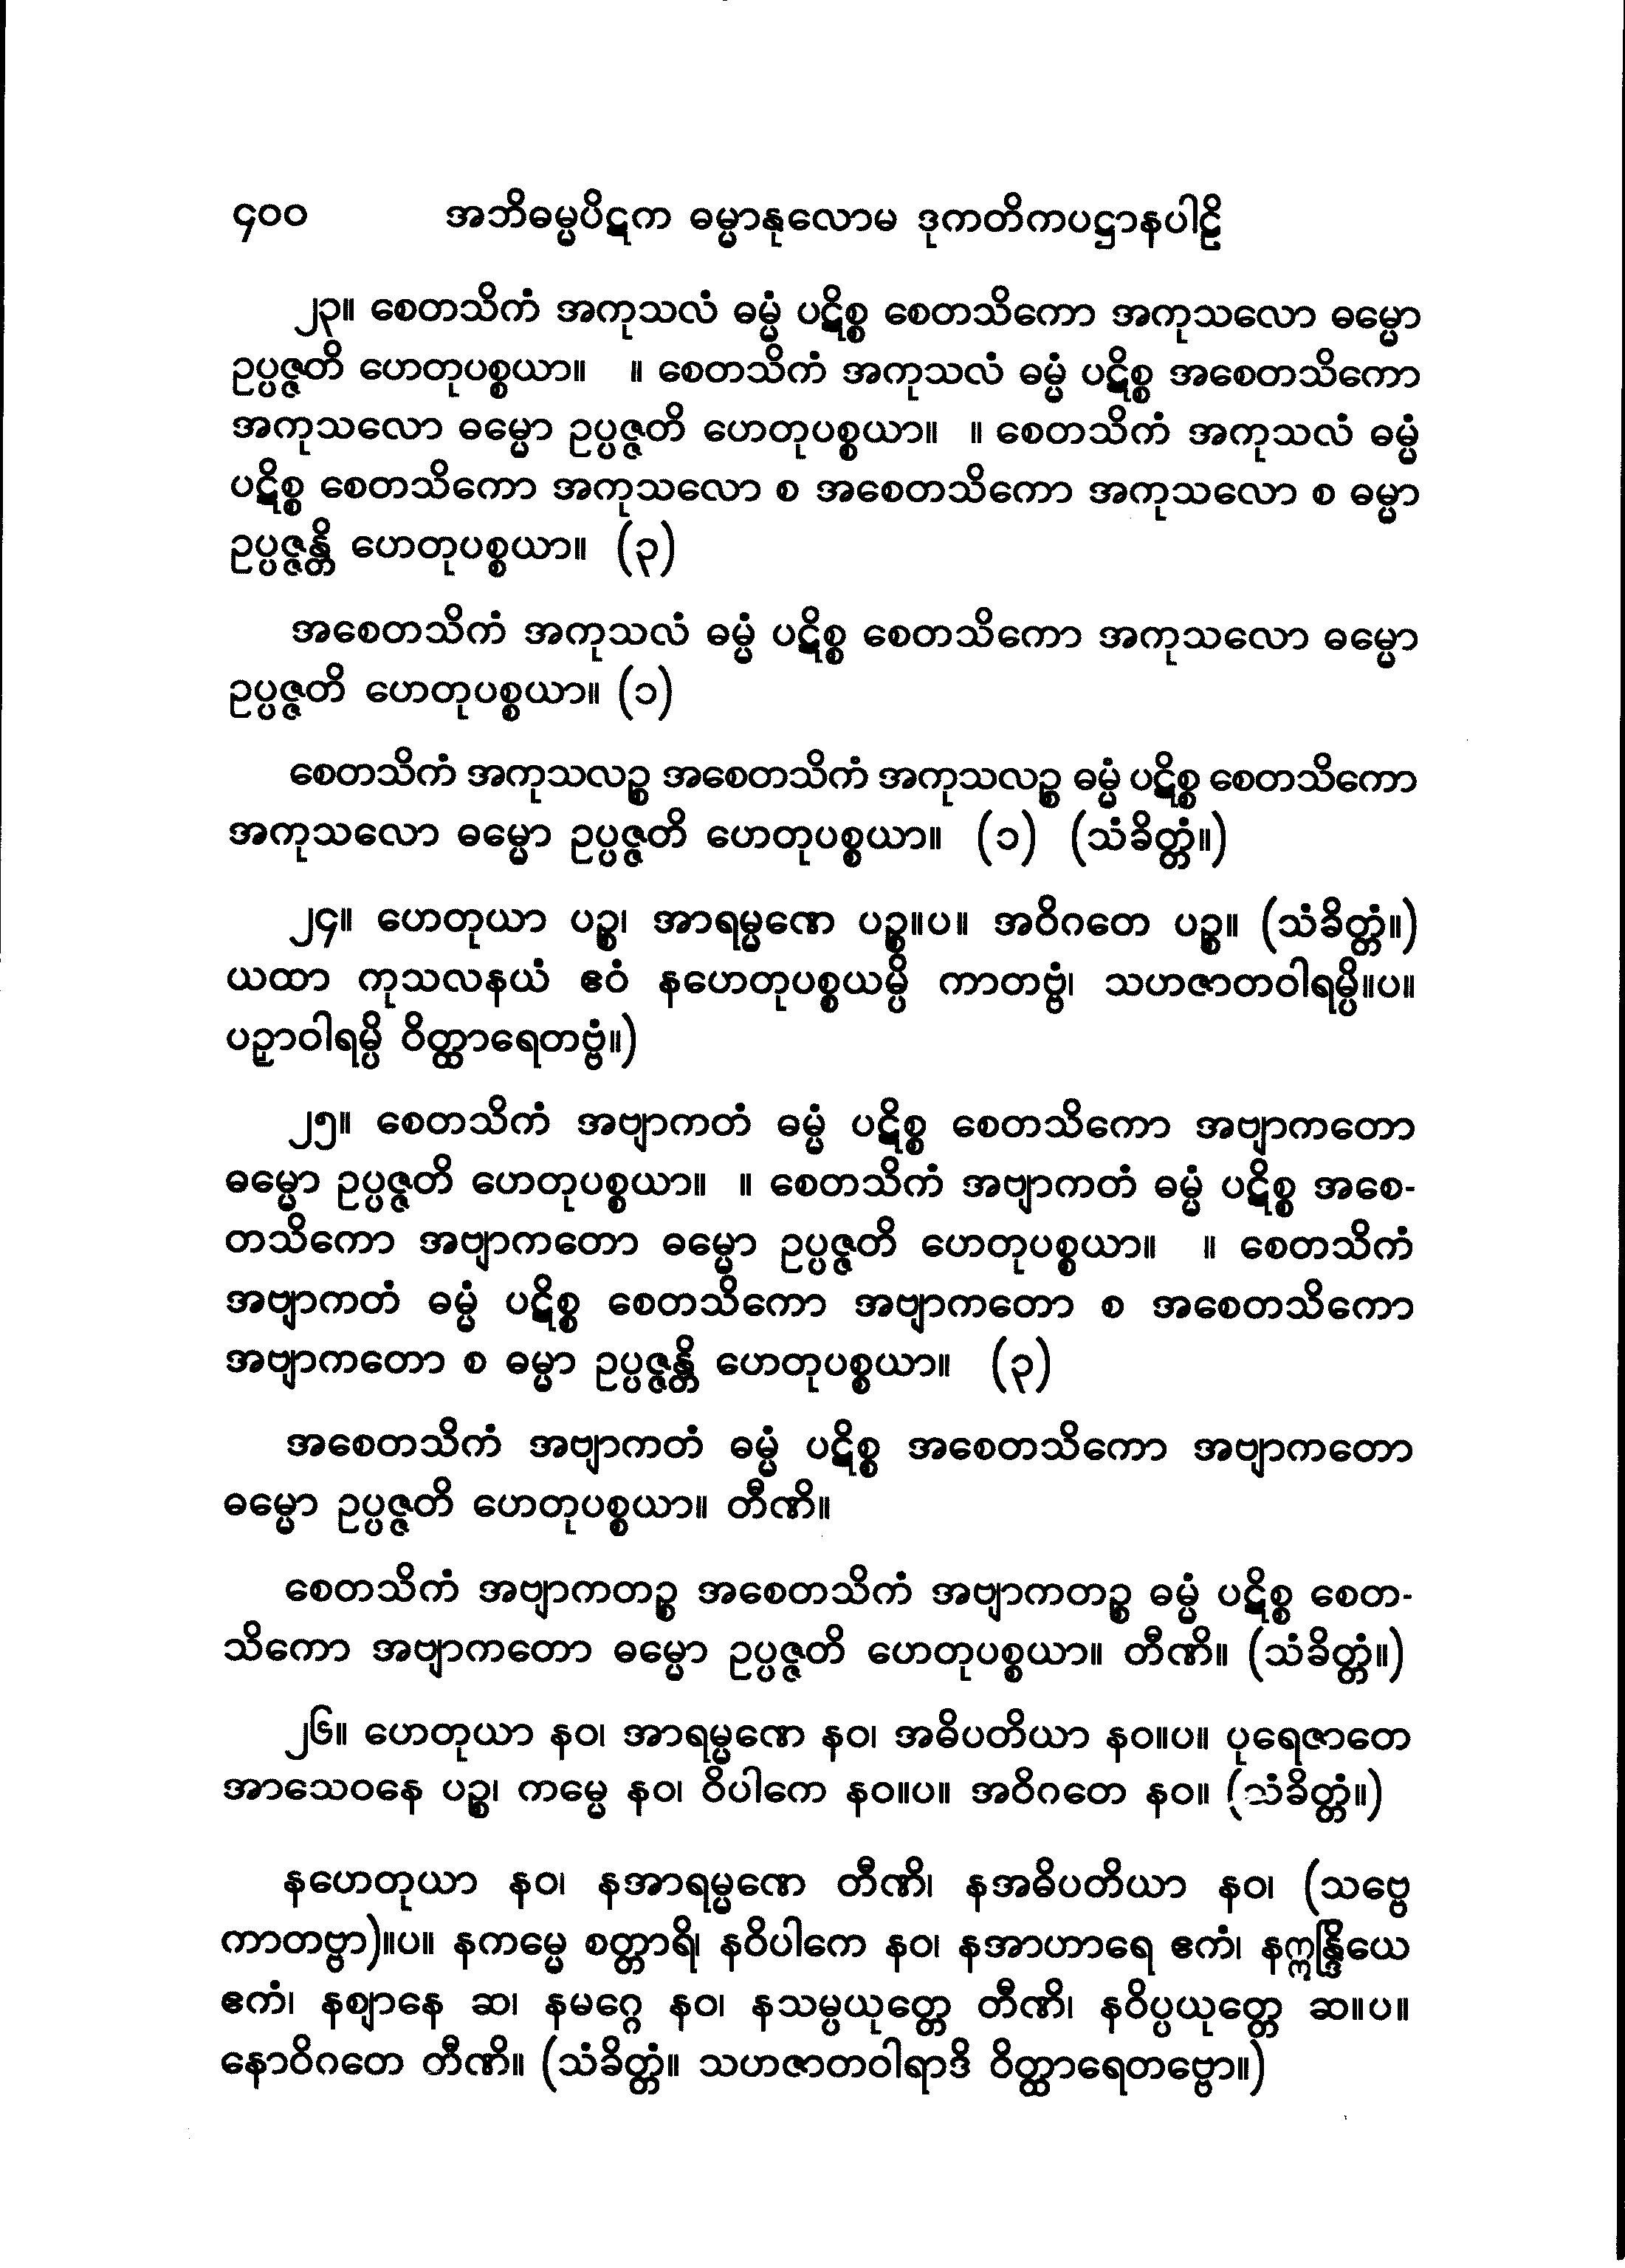 ၄၀၀ အဘိဓမ္မပိဋက ဓမ္မာနုလောမ ဒုကတိကပဋ္ဌာနပါဠိ
၂၃။ စေတသိကံ အကုသလံ ဓမ္မံ ပဋိစ္စ စေတသိကော အကုသလော ဓမ္မော
ဥပ္ပဇ္ဇတိ ဟေတုပစ္စယာ။ ။ စေတသိကံ အကုသလံ ဓမ္မံ ပဋိစ္စ အစေတသိကော
အကုသလော ဓမ္မော ဥပ္ပဇ္ဇတိ ဟေတုပစ္စယာ။ ။ စေတသိကံ အကုသလံ ဓမ္မံ
ပဋိစ္စ စေတသိကော အကုသလော စ အစေတသိကော အကုသလော စ ဓမ္မာ
ဥပ္ပဇ္ဇန္တိ ဟေတုပစ္စယာ။ (၃)
အစေတသိကံ အကုသလံ ဓမ္မံ ပဋိစ္စ စေတသိကော အကုသလော ဓမ္မော
ဥပ္ပဇ္ဇတိ ဟေတုပစ္စယာ။ (၁)
စေတသိကံ အကုသလဉ္စ အစေတသိကံ အကုသလဉ္စ ဓမ္မံ ပဋိစ္စ စေတသိကော
အကုသလော ဓမ္မော ဥပ္ပဇ္ဇတိ ဟေတုပစ္စယာ။ (၁) (သံခိတ္တံ။)
၂၄။ ဟေတုယာ ပဉ္စ၊ အာရမ္မဏေ ပဉ္စ။ပ။ အဝိဂတေ ပဉ္စ။ (သံခိတ္တံ။)
ယထာ ကုသလနယံ ဧဝံ နဟေတုပစ္စယမ္ပိ ကာတဗ္ဗံ၊ သဟဇာတဝါရမ္ပိ။ပ။
ပဉှာဝါရမ္ပိ ဝိတ္ထာရေတဗ္ဗံ။)
၂၅။ စေတသိကံ အဗျာကတံ ဓမ္မံ ပဋိစ္စ စေတသိကော အဗျာကတော
ဓမ္မော ဥပ္ပဇ္ဇတိ ဟေတုပစ္စယာ။ ။ စေတသိကံ အဗျာကတံ ဓမ္မံ ပဋိစ္စ အစေ-
တသိကော အဗျာကတော ဓမ္မော ဥပ္ပဇ္ဇတိ ဟေတုပစ္စယာ။ ။ စေတသိကံ
အဗျာကတံ ဓမ္မံ ပဋိစ္စ စေတသိကော အဗျာကတော စ အစေတသိကော
အဗျာကတော စ ဓမ္မာ ဥပ္ပဇ္ဇန္တိ ဟေတုပစ္စယာ။ (၃)
အစေတသိကံ အဗျာကတံ ဓမ္မံ ပဋိစ္စ အစေတသိကော အဗျာကတော
ဓမ္မော ဥပ္ပဇ္ဇတိ ဟေတုပစ္စယာ။ တီဏိ။
စေတသိကံ အဗျာကတဉ္စ အစေတသိကံ အဗျာကတဉ္စ ဓမ္မံ ပဋိစ္စ စေတ-
သိကော အဗျာကတော ဓမ္မော ဥပ္ပဇ္ဇတိ ဟေတုပစ္စယာ။ တီဏိ။ (သံခိတ္တံ။)
၂၆။ ဟေတုယာ နဝ၊ အာရမ္မဏေ နဝ၊ အဓိပတိယာ နဝ။ပ။ ပုရေဇာတေ
အာသေဝနေ ပဉ္စ၊ ကမ္မေ နဝ၊ ဝိပါကေ နဝ။ပ။ အဝိဂတေ နဝ။ (သံခိတ္တံ။)
နဟေတုယာ နဝ၊ နအာရမ္မဏေ တီဏိ၊ နအဓိပတိယာ နဝ၊ (သဗ္ဗေ
ကာတဗ္ဗာ)။ပ။ နကမ္မေ စတ္တာရိ၊ နဝိပါကေ နဝ၊ နအာဟာရေ ဧကံ၊ နဣန္ဒြိယေ
ဧကံ၊ နဈာနေ ဆ၊ နမဂ္ဂေ နဝ၊ နသမ္ပယုတ္တေ တီဏိ၊ နဝိပ္ပယုတ္တေ ဆ။ပ။
နောဝိဂတေ တီဏိ။ (သံခိတ္တံ။ သဟဇာတဝါရာဒိ ဝိတ္ထာရေတဗ္ဗော။)